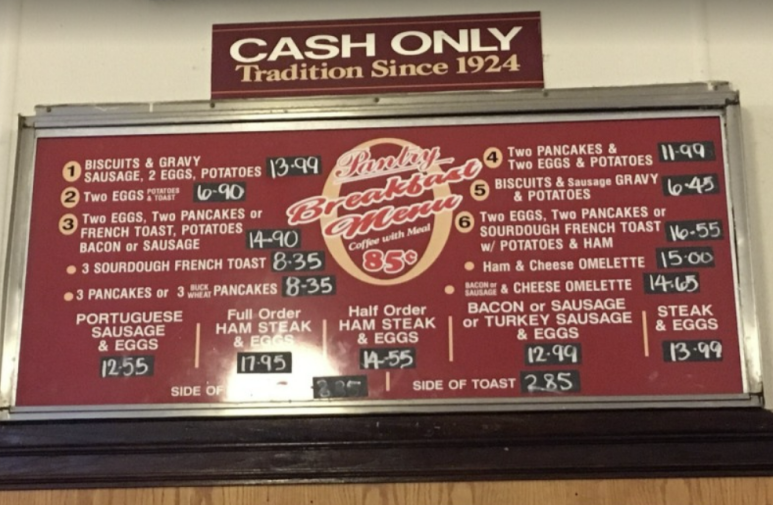 CASH ONLY
Tradition Since 1924
Pantry
Breakfast
Menu
Coffee with Meal
85¢
1 BISCUITS & GRAVY
SAUSAGE, 2 EGGS, POTATOES 13.99
2 Two EGGS POTATOES & TOAST 6.90
3 Two EGGS, Two PANCAKES or
FRENCH TOAST, POTATOES
BACON or SAUSAGE 14.90
3 SOURDOUGH FRENCH TOAST 8.35
3 PANCAKES or 3 BUCK WHEAT PANCAKES 8.35
4 Two PANCAKES &
Two EGGS & POTATOES 11.99
5 BISCUITS & Sausage GRAVY
& POTATOES 6.45
6 Two EGGS, Two PANCAKES or
SOURDOUGH FRENCH TOAST
w/ POTATOES & HAM 16.55
Ham & Cheese OMELETTE 15.00
BACON or SAUSAGE & CHEESE OMELETTE 14.65
PORTUGUESE
SAUSAGE
& EGGS
12.55
Full Order
HAM STEAK
& EGGS
17.95
Half Order
HAM STEAK
& EGGS
14.55
BACON or SAUSAGE
or TURKEY SAUSAGE
& EGGS
12.99
STEAK
& EGGS
13.99
SIDE OF
SIDE OF TOAST 2.85